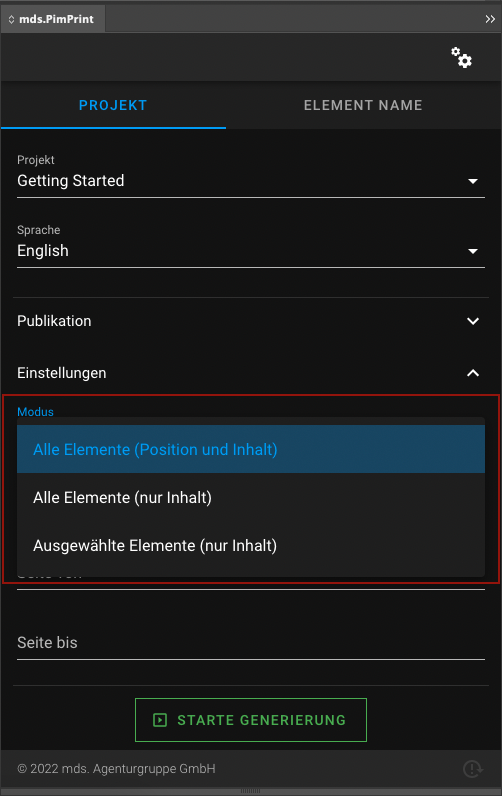 mds.PimPrint
PROJEKT
ELEMENT NAME
Projekt
Getting Started
Sprache
English
Publikation
Einstellungen
Modus
Alle Elemente (Position und Inhalt)
Alle Elemente (nur Inhalt)
Ausgewählte Elemente (nur Inhalt)
Seite bis
STARTE GENERIERUNG
© 2022 mds. Agenturgruppe GmbH